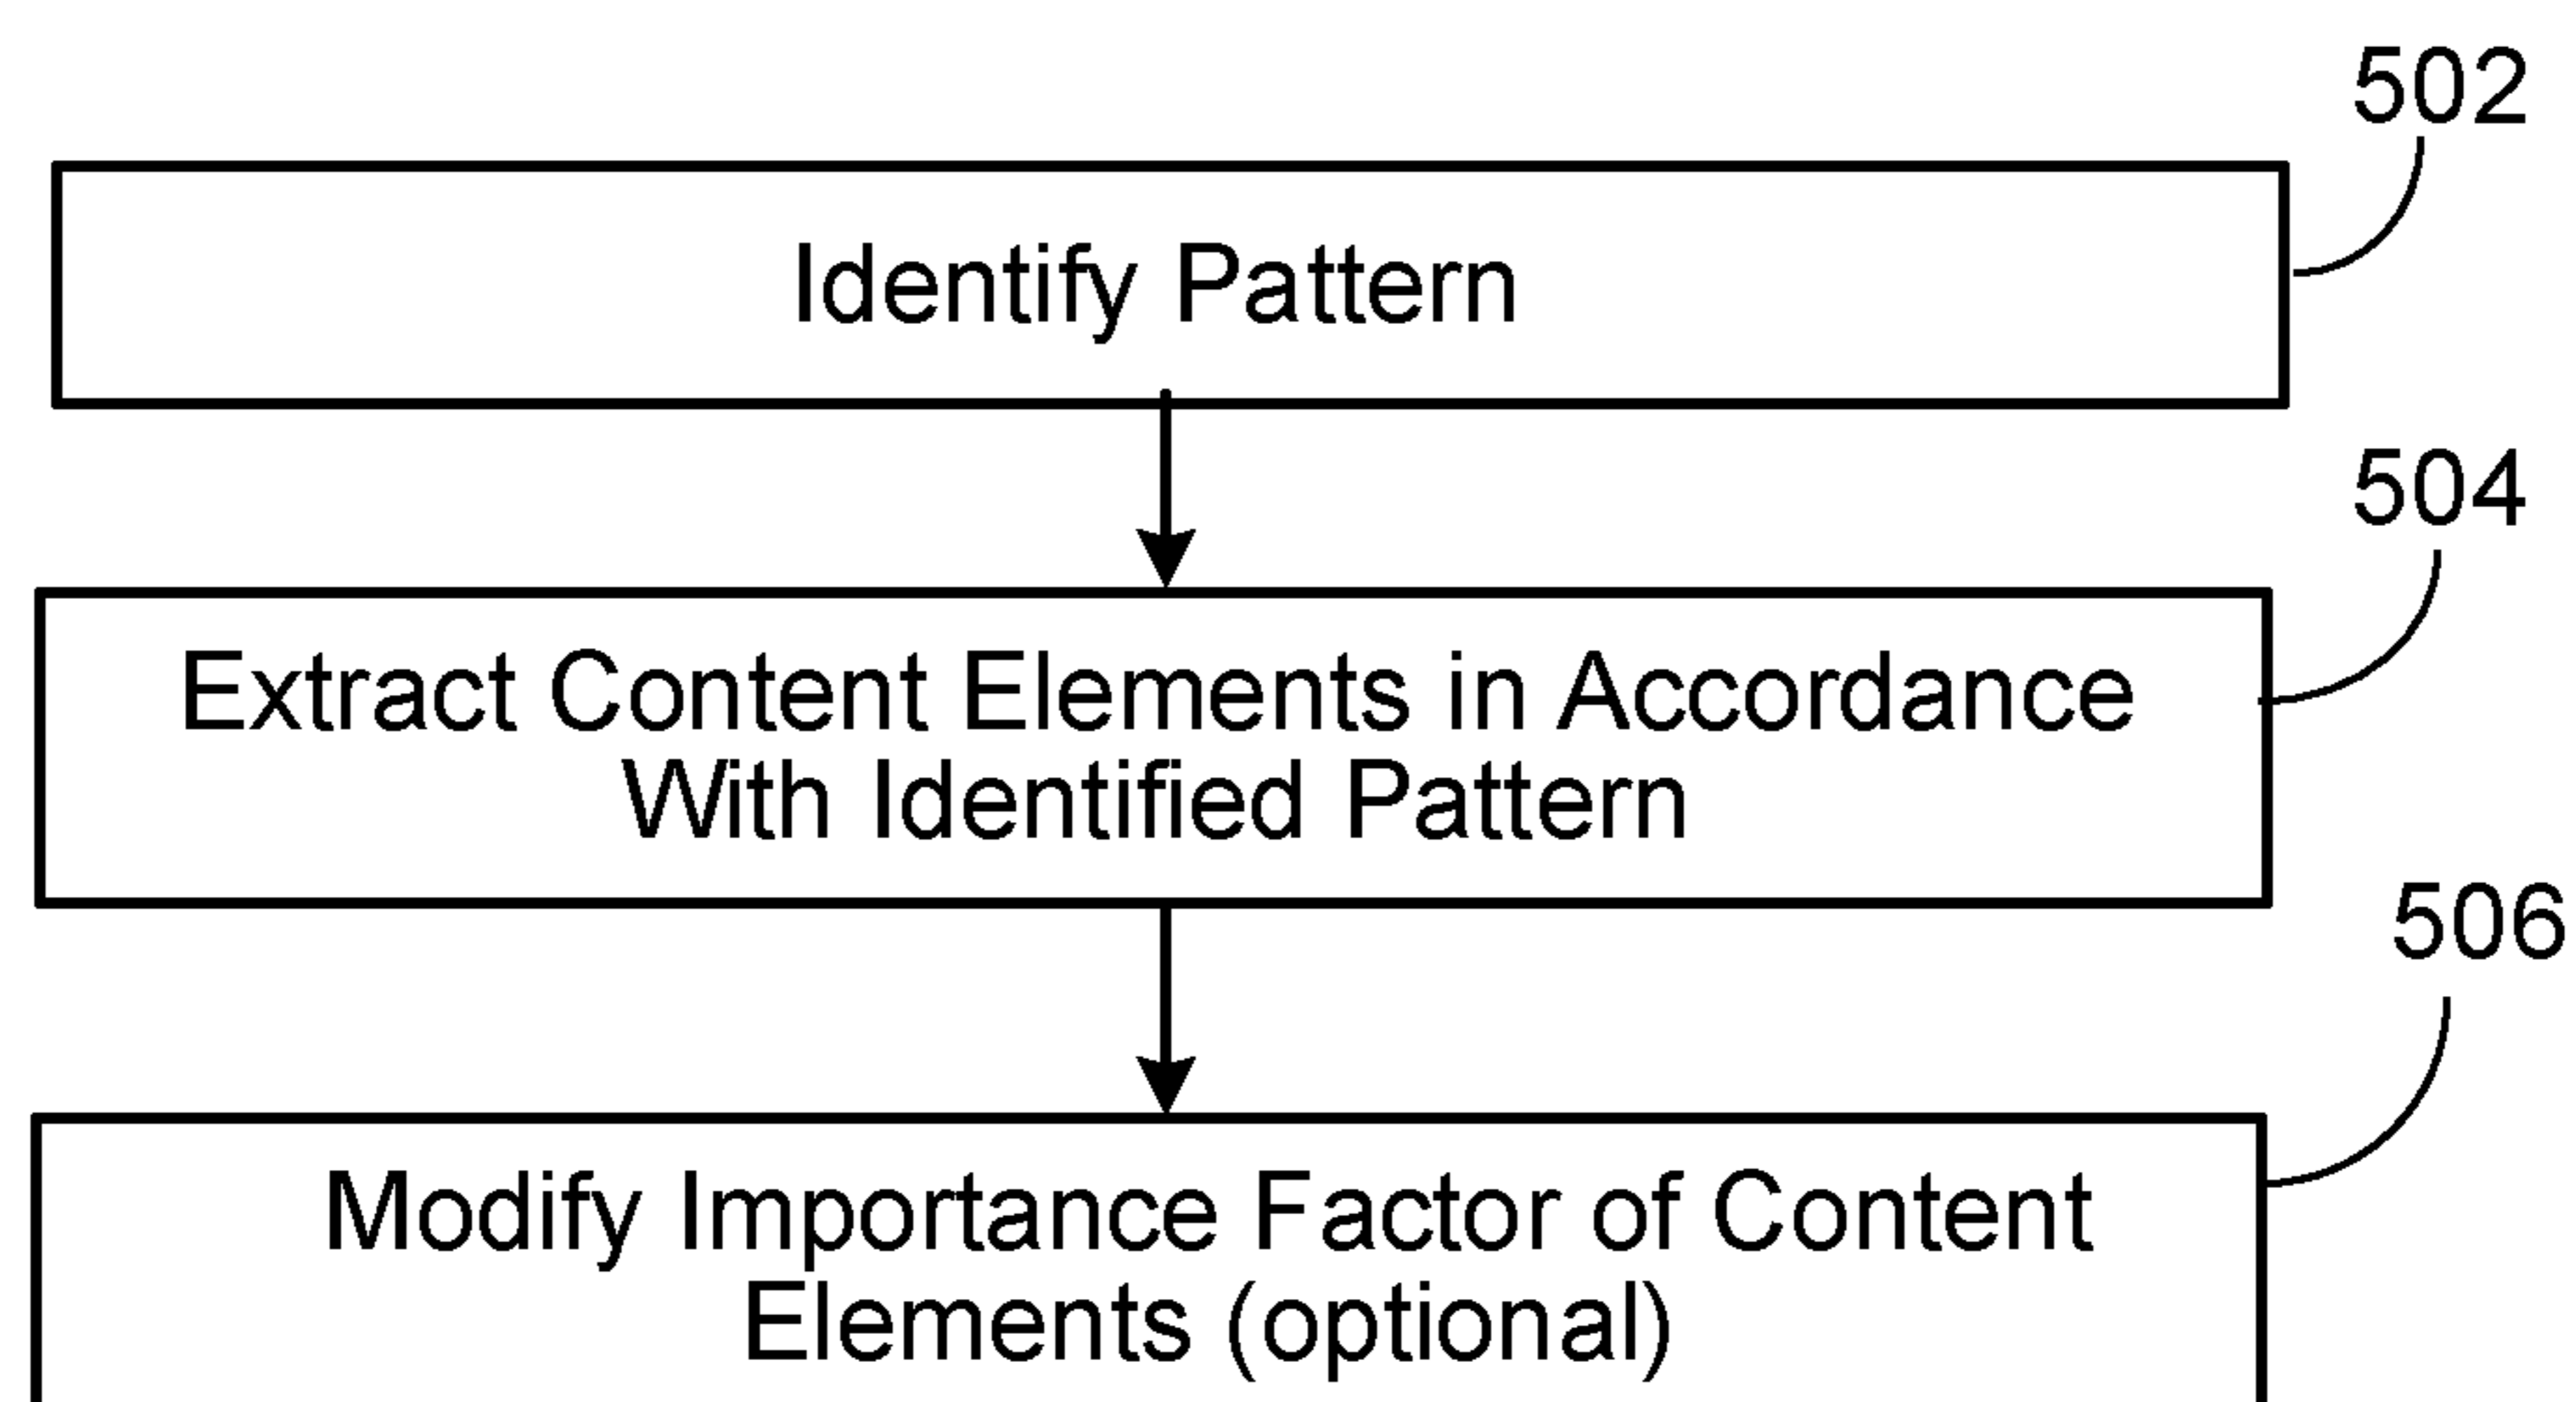 502
Identify Pattern
504
Extract Content Elements in Accordance
With Identified Pattern
506
Modify Importance Factor of Content
Elements (optional)